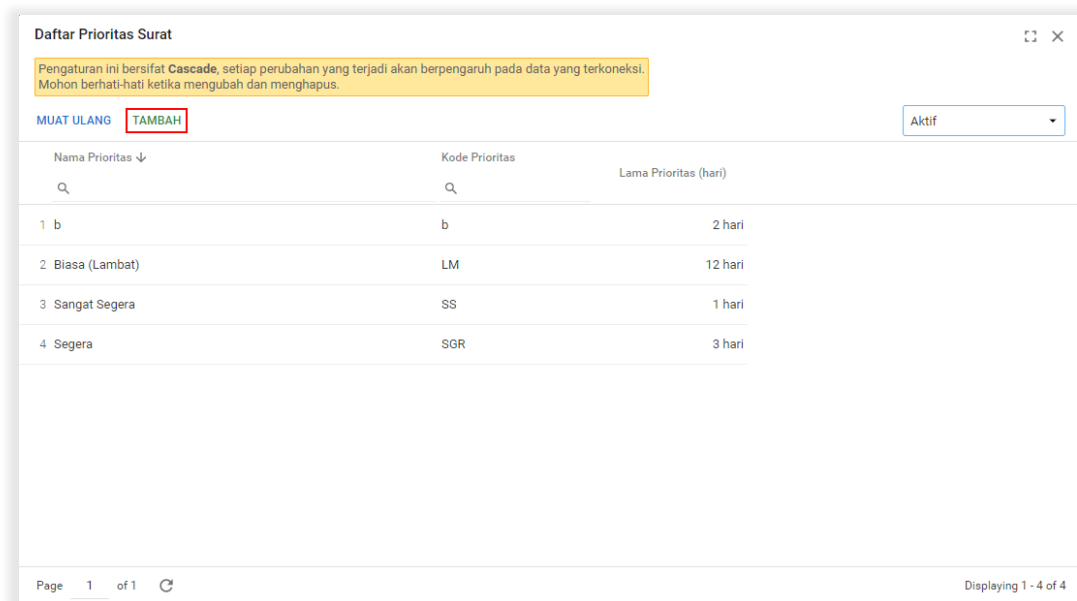 Daftar Prioritas Surat
Pengaturan ini bersifat Cascade, setiap perubahan yang terjadi akan berpengaruh pada data yang terkoneksi.
Mohon berhati-hati ketika mengubah dan menghapus.
MUAT ULANG TAMBAH Aktif
Nama Prioritas Kode Prioritas Lama Prioritas (hari)
1 b b 2 hari
2 Biasa (Lambat) LM 12 hari
3 Sangat Segera SS 1 hari
4 Segera SGR 3 hari
Page 1 of 1 Displaying 1 - 4 of 4